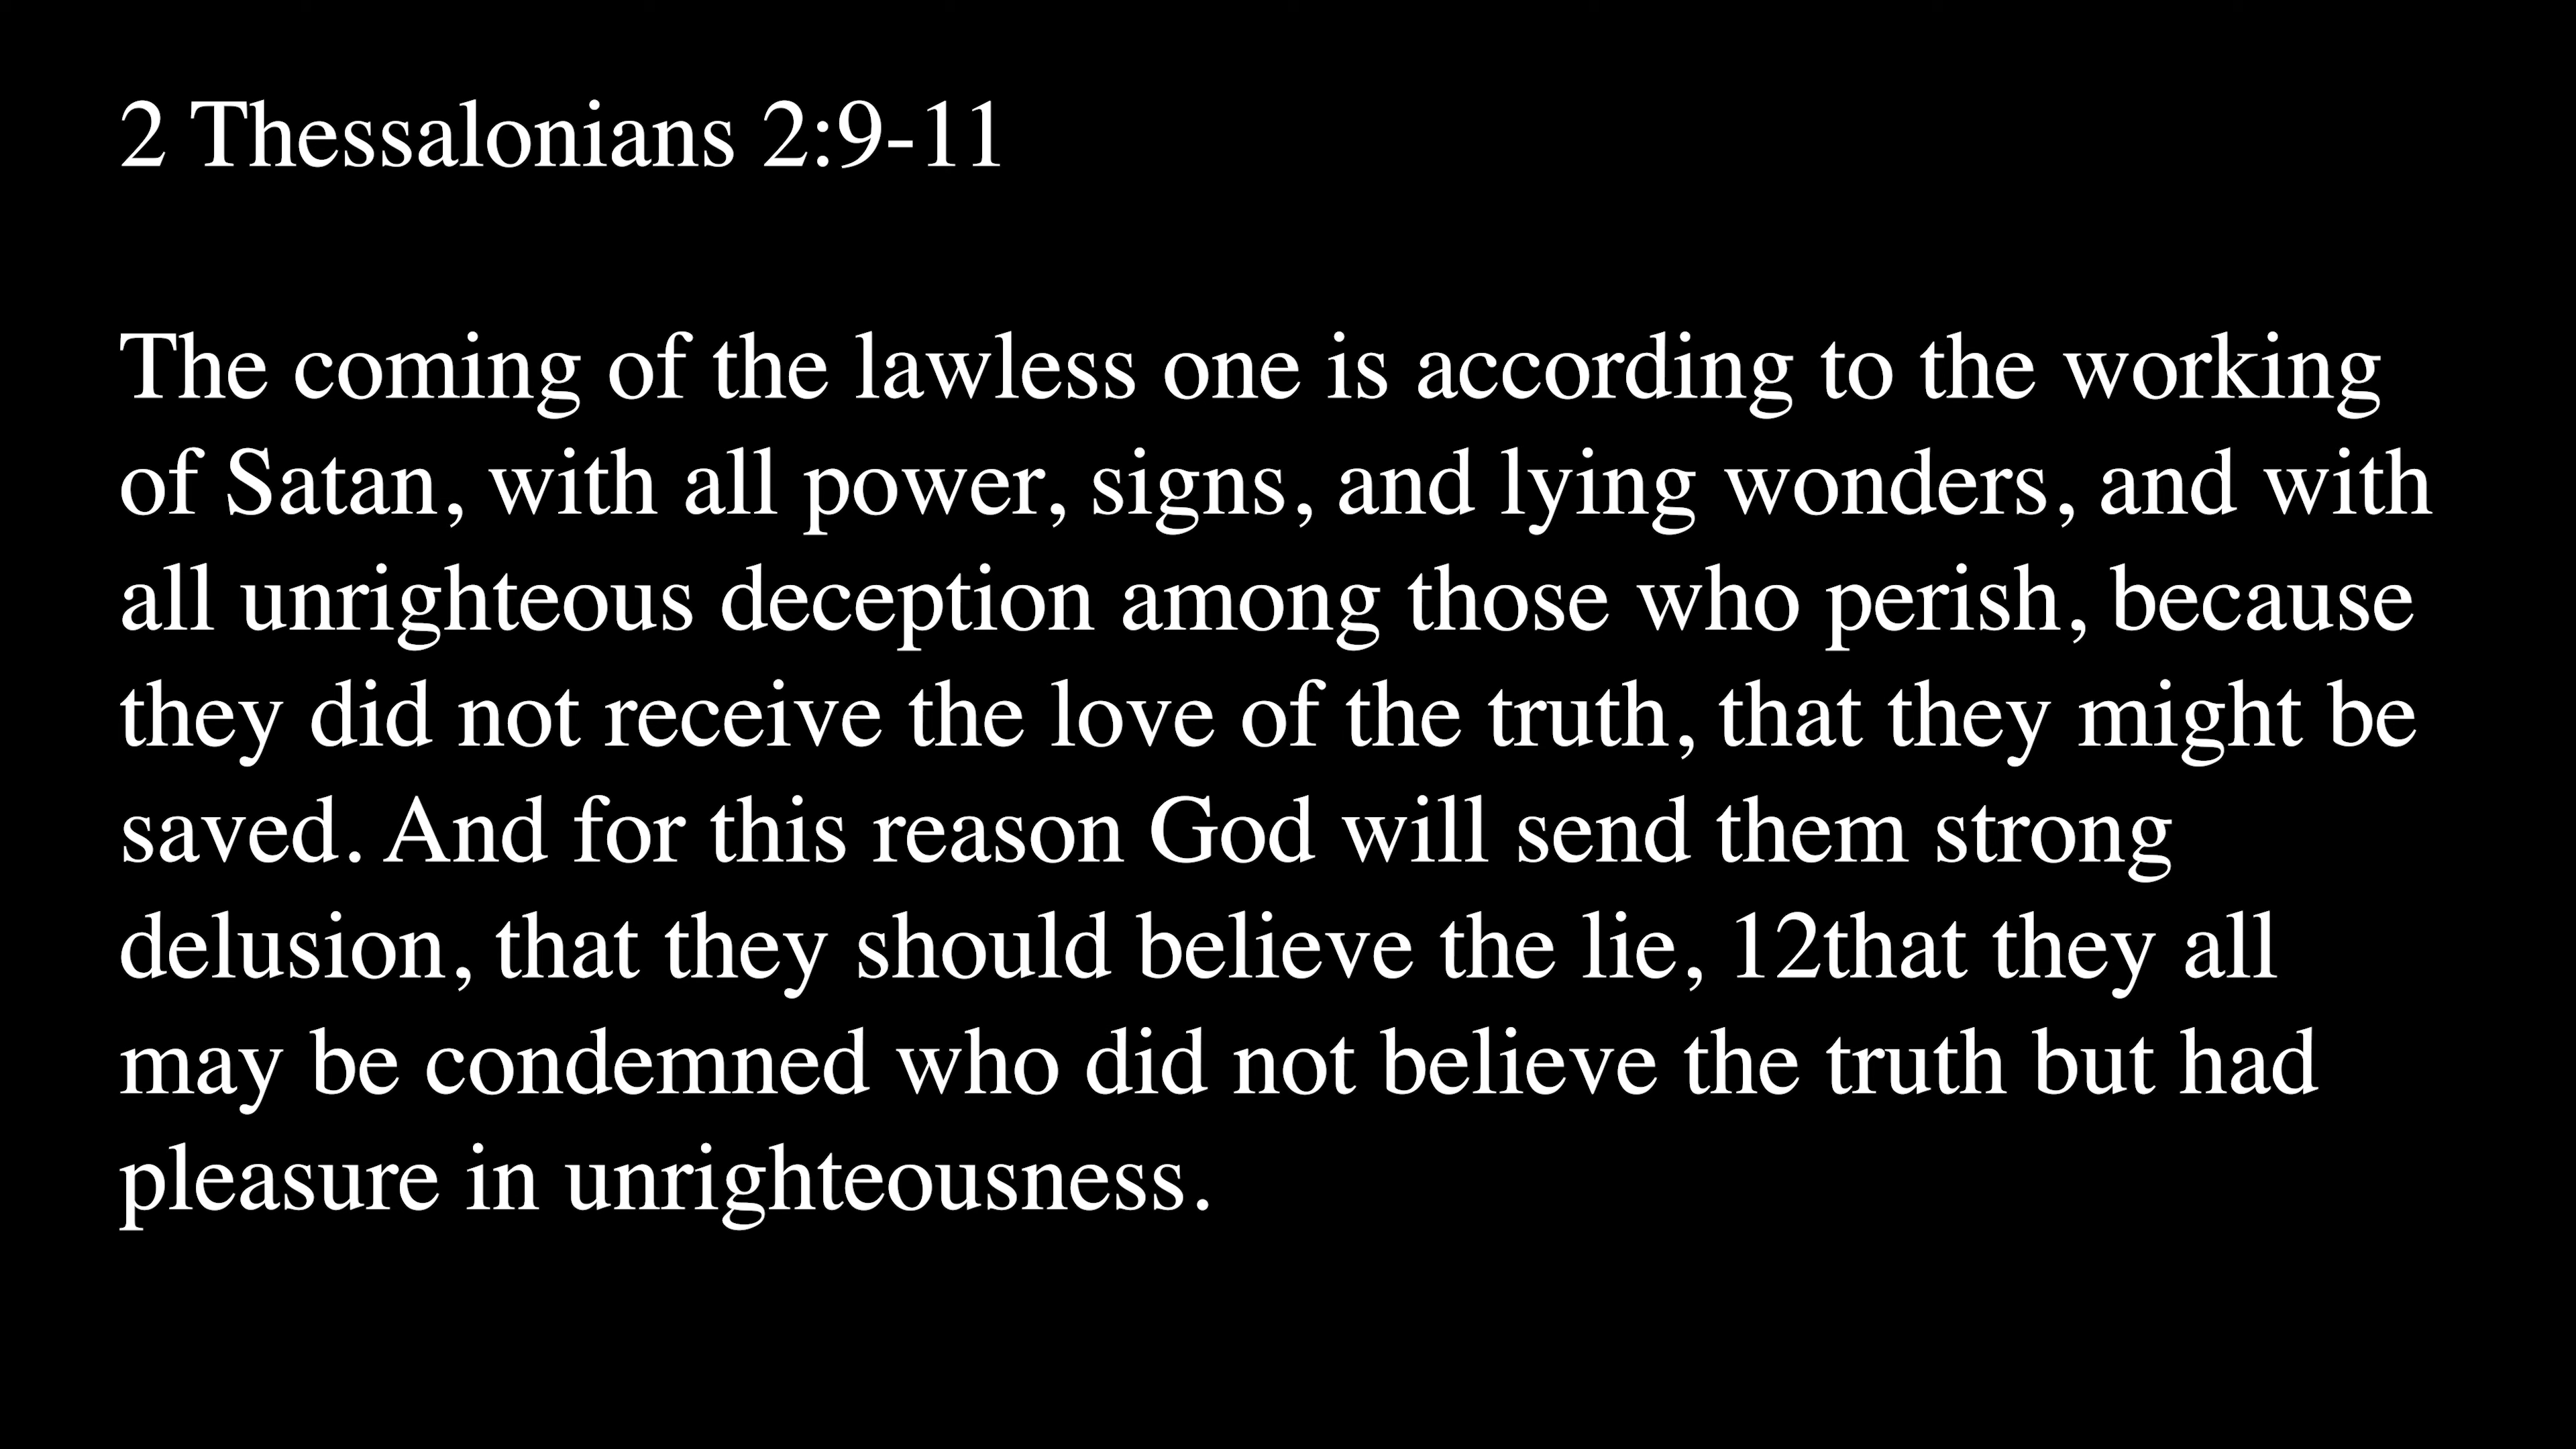 2 Thessalonians 2:9-11
The coming of the lawless one is according to the working
of Satan, with all power, signs, and lying wonders, and with
all unrighteous deception among those who perish, because
they did not receive the love of the truth, that they might be
saved. And for this reason God will send them strong
delusion, that they should believe the lie, 12that they all
may be condemned who did not believe the truth but had
pleasure in unrighteousness.